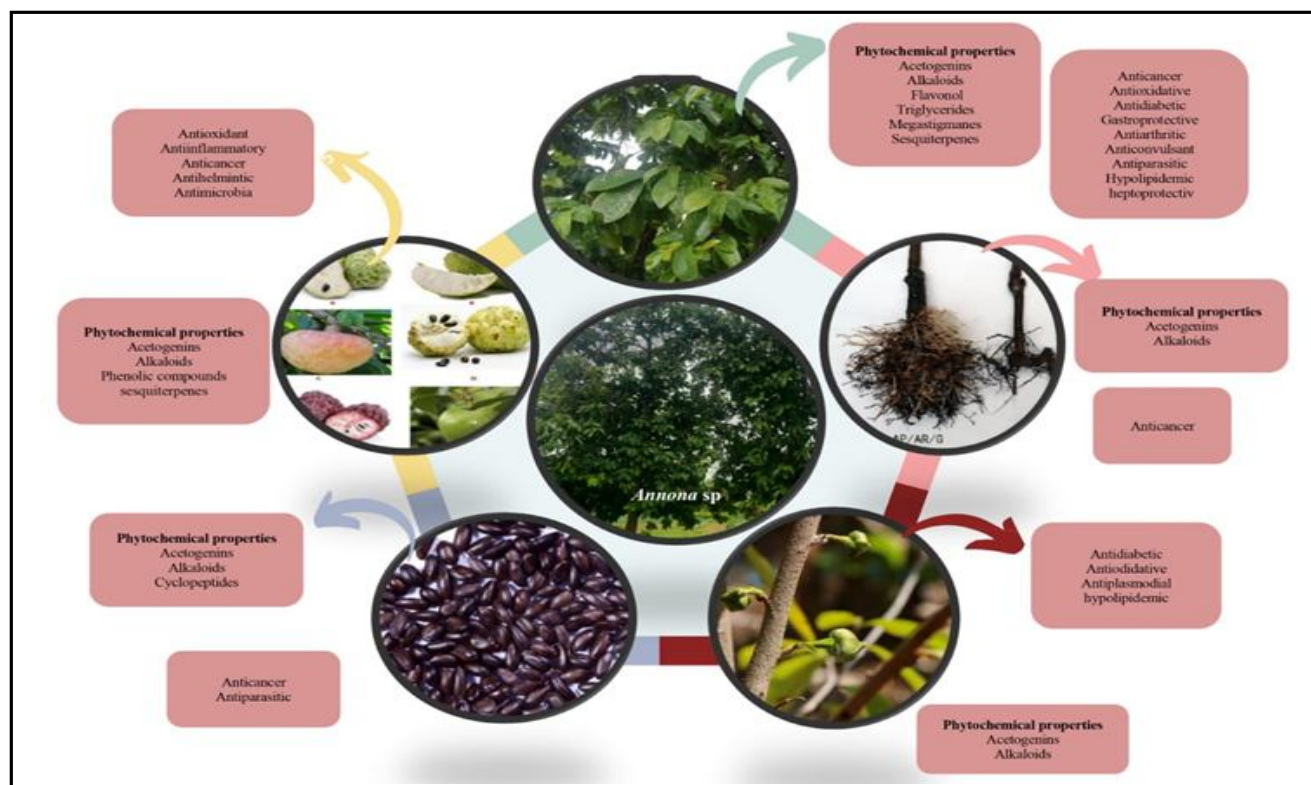 Phytochemical properties
Acetogenins
Alkaloids
Flavonol
Triglycerides
Megastigmanes
Sesquiterpenes
Anticancer
Antioxidative
Antidiabetic
Gastroprotective
Antiarthritic
Anticonvulsant
Antiparasitic
Hypolipidemic
heptoprotectiv
Antioxidant
Antiinflammatory
Anticancer
Antihelmintic
Antimicrobia
Phytochemical properties
Acetogenins
Alkaloids
Phenolic compounds
sesquiterpenes
Phytochemical properties
Acetogenins
Alkaloids
Anticancer
AP/AR/G
Annona sp
Phytochemical properties
Acetogenins
Alkaloids
Cyclopeptides
Anticancer
Antiparasitic
Antidiabetic
Antiodidative
Antiplasmodial
hypolipidemic
Phytochemical properties
Acetogenins
Alkaloids